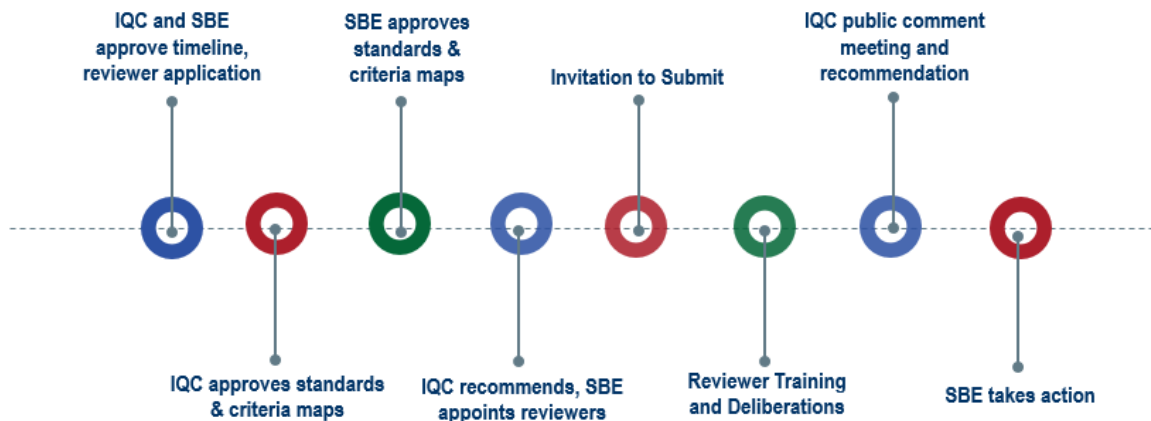 IQC and SBE
approve timeline,
reviewer application
IQC approves standards
& criteria maps
SBE approves
standards &
criteria maps
IQC recommends, SBE
appoints reviewers
Invitation to Submit
Reviewer Training
and Deliberations
IQC public comment
meeting and
recommendation
SBE takes action